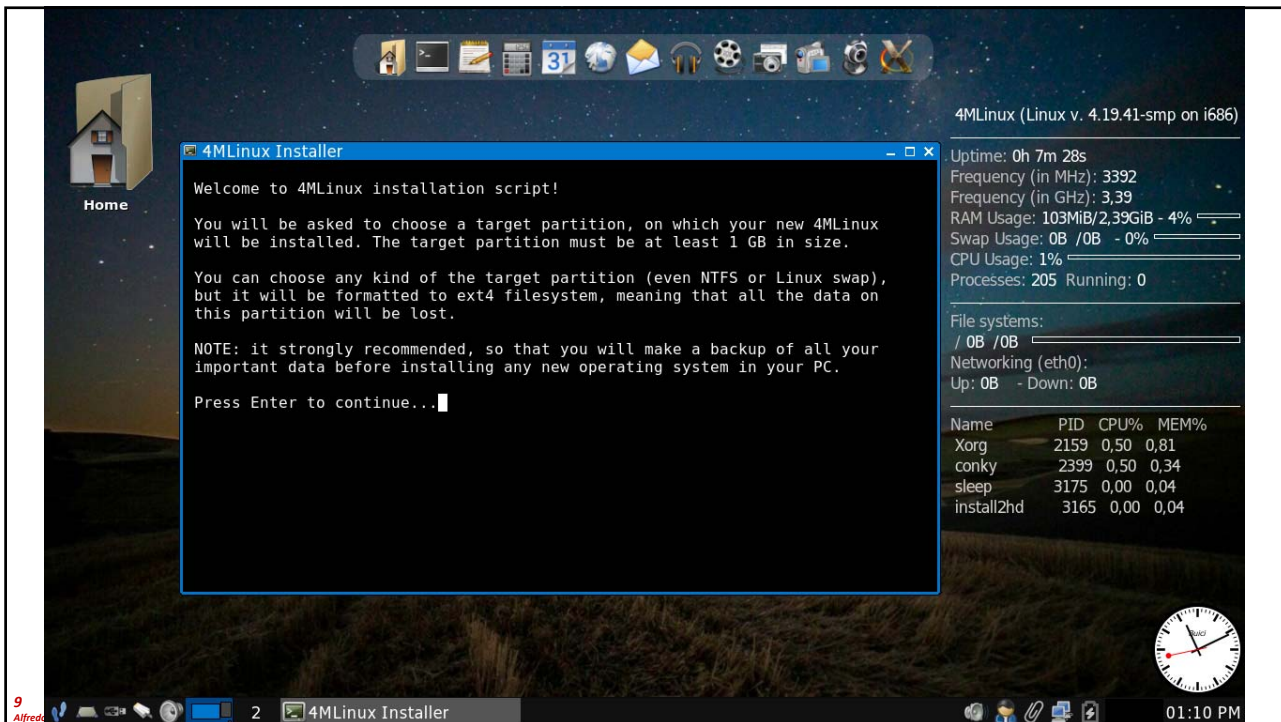 31
4MLinux (Linux v. 4.19.41-smp on i686)
Home
4MLinux Installer
Welcome to 4MLinux installation script!
You will be asked to choose a target partition, on which your new 4MLinux
will be installed. The target partition must be at least 1 GB in size.
You can choose any kind of the target partition (even NTFS or Linux swap),
but it will be formatted to ext4 filesystem, meaning that all the data on
this partition will be lost.
NOTE: it strongly recommended, so that you will make a backup of all your
important data before installing any new operating system in your PC.
Press Enter to continue...
Uptime: 0h 7m 28s
Frequency (in MHz): 3392
Frequency (in GHz): 3,39
RAM Usage: 103MiB/2,39GiB - 4%
Swap Usage: 0B /0B - 0%
CPU Usage: 1%
Processes: 205 Running: 0
File systems:
/ 0B /0B
Networking (eth0):
Up: 0B - Down: 0B
Name PID CPU% MEM%
Xorg 2159 0,50 0,81
conky 2399 0,50 0,34
sleep 3175 0,00 0,04
install2hd 3165 0,00 0,04
Buici
9
2 4MLinux Installer
01:10 PM